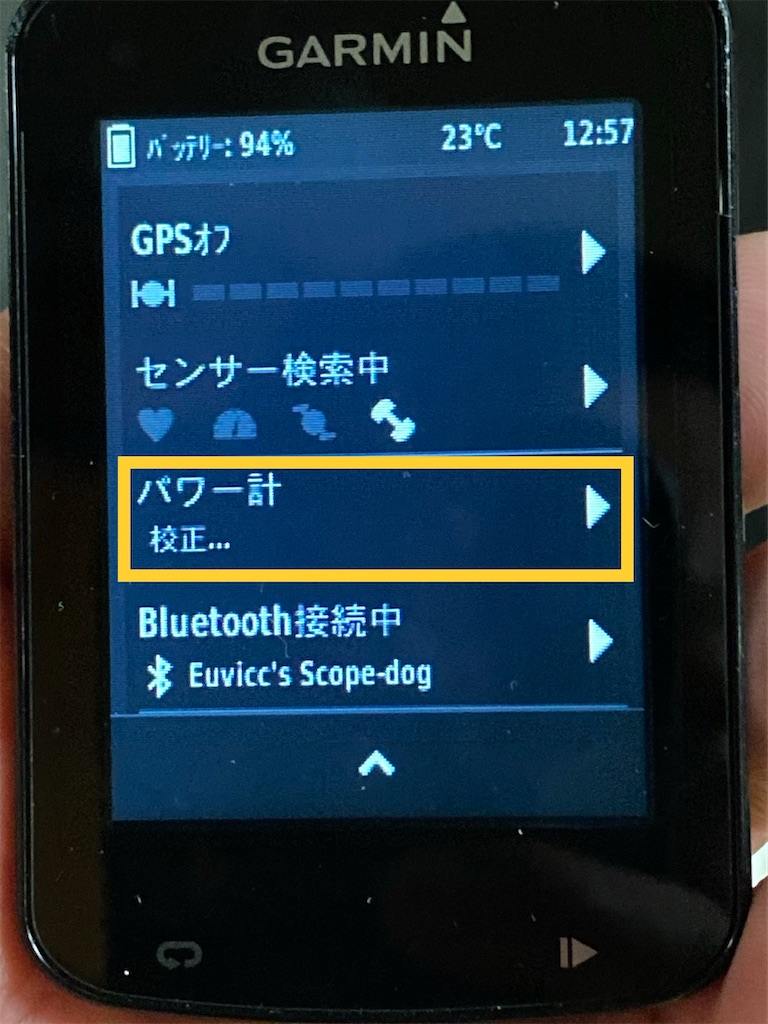 GARMIN
バッテリー: 94% 23℃ 12:57
GPSオフ
センサー検索中
パワー計
校正...
Bluetooth接続中
Euvicc's Scope-dog